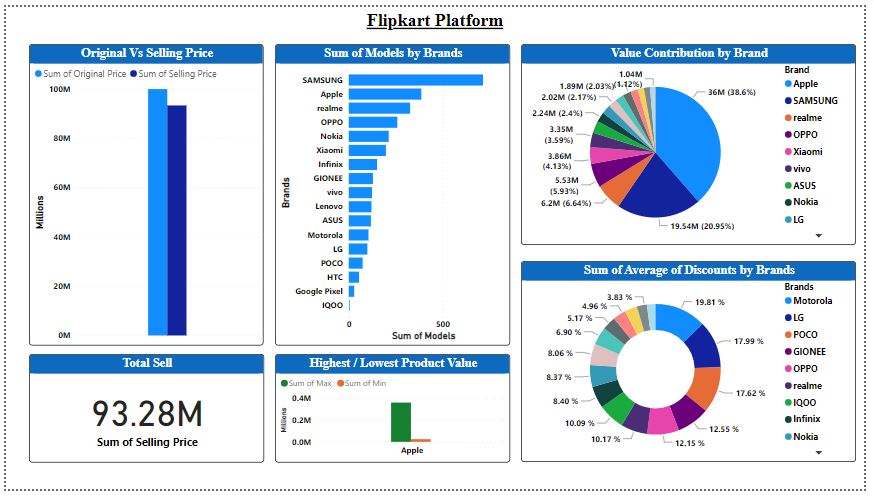 Flipkart Platform
Original Vs Selling Price
Sum of Original Price Sum of Selling Price
100M
80M
60M
40M
20M
0M
Millions
Sum of Models by Brands
SAMSUNG
Apple
realme
OPPO
Nokia
Xiaomi
Infinix
GIONEE
vivo
Lenovo
ASUS
Motorola
LG
POCO
HTC
Google Pixel
IQOO
Brands
0 500
Sum of Models
Value Contribution by Brand
1.04M
(1.12%)
1.89M (2.03%)
2.02M (2.17%)
2.24M (2.4%)
3.35M
(3.59%)
3.86M
(4.13%)
5.53M
(5.93%)
6.2M (6.64%)
19.54M (20.95%)
36M (38.6%)
Brand
Apple
SAMSUNG
realme
OPPO
Xiaomi
vivo
ASUS
Nokia
LG
Total Sell
93.28M
Sum of Selling Price
Highest / Lowest Product Value
Sum of Max Sum of Min
0.4M
0.2M
0.0M
Millions
Apple
Sum of Average of Discounts by Brands
3.83 %
4.96 %
5.17 %
6.90 %
8.06 %
8.37 %
8.40 %
10.09 %
10.17 %
12.15 %
12.55 %
17.62 %
17.99 %
19.81 %
Brands
Motorola
LG
POCO
GIONEE
OPPO
realme
IQOO
Infinix
Nokia